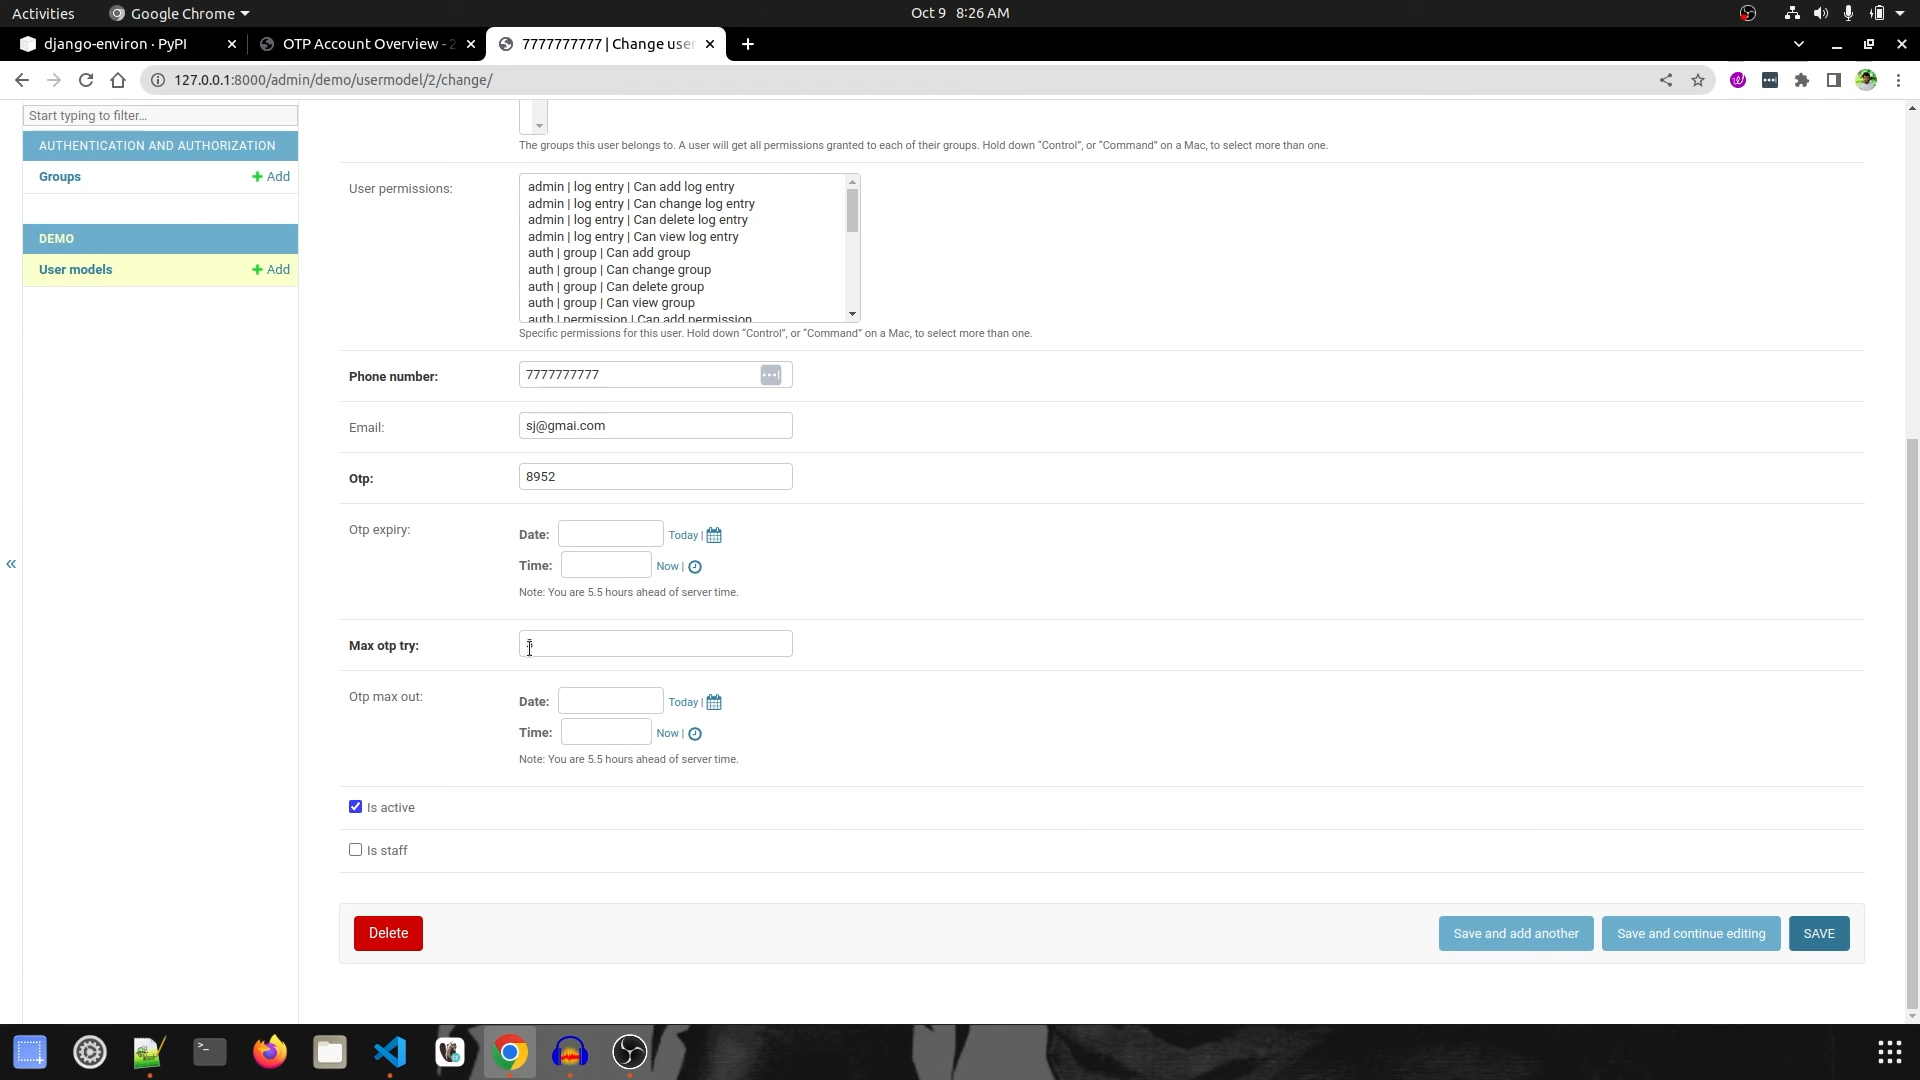 Activities
Google Chrome
Oct 9 8:26 AM
django-environ · PyPI
OTP Account Overview - 2
7777777777 | Change user
127.0.0.1:8000/admin/demo/usermodel/2/change/
Start typing to filter...
AUTHENTICATION AND AUTHORIZATION
Groups
+ Add
DEMO
User models
+ Add
«
The groups this user belongs to. A user will get all permissions granted to each of their groups. Hold down “Control”, or “Command” on a Mac, to select more than one.
User permissions:
admin | log entry | Can add log entry
admin | log entry | Can change log entry
admin | log entry | Can delete log entry
admin | log entry | Can view log entry
auth | group | Can add group
auth | group | Can change group
auth | group | Can delete group
auth | group | Can view group
auth | permission | Can add permission
Specific permissions for this user. Hold down “Control”, or “Command” on a Mac, to select more than one.
Phone number:
7777777777
Email:
sj@gmai.com
Otp:
8952
Otp expiry:
Date:
Today |
Time:
Now |
Note: You are 5.5 hours ahead of server time.
Max otp try:
Otp max out:
Date:
Today |
Time:
Now |
Note: You are 5.5 hours ahead of server time.
Is active
Is staff
Delete
Save and add another
Save and continue editing
SAVE